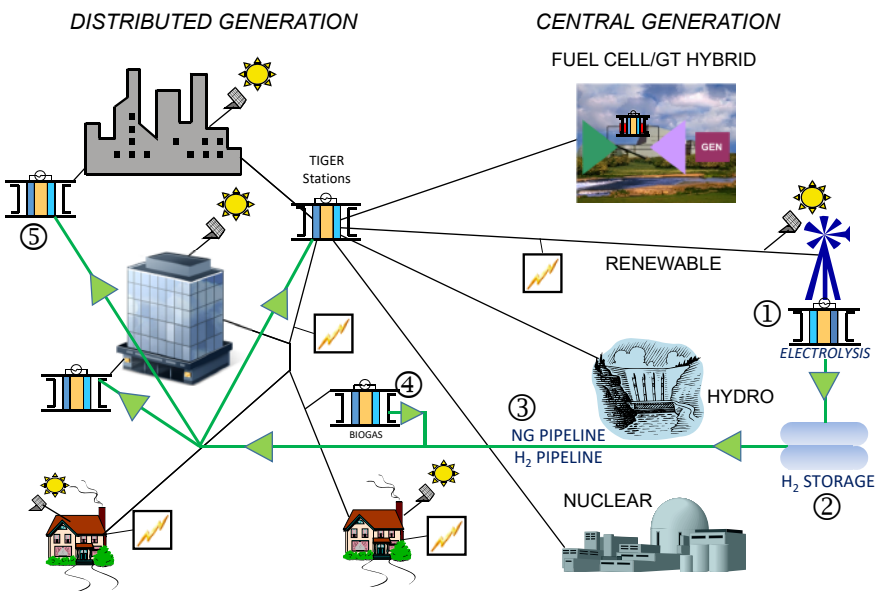 DISTRIBUTED GENERATION
CENTRAL GENERATION
FUEL CELL/GT HYBRID
GEN
TIGER
Stations
⑤
RENEWABLE
①
ELECTROLYSIS
④
BIOGAS
③
NG PIPELINE
H₂ PIPELINE
HYDRO
H₂ STORAGE
②
NUCLEAR